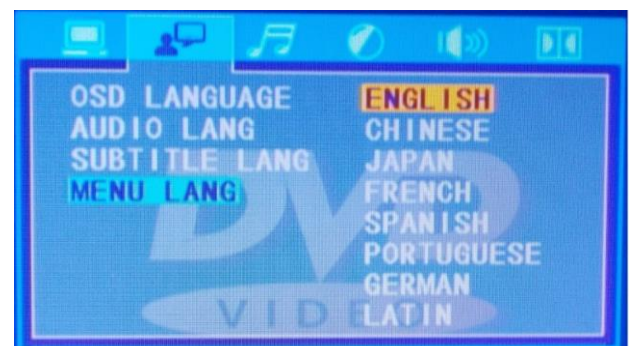 OSD LANGUAGE
AUDIO LANG
SUBTITLE LANG
MENU LANG
ENGLISH
CHINESE
JAPAN
FRENCH
SPANISH
PORTUGUESE
GERMAN
LATIN
DVD
VIDEO